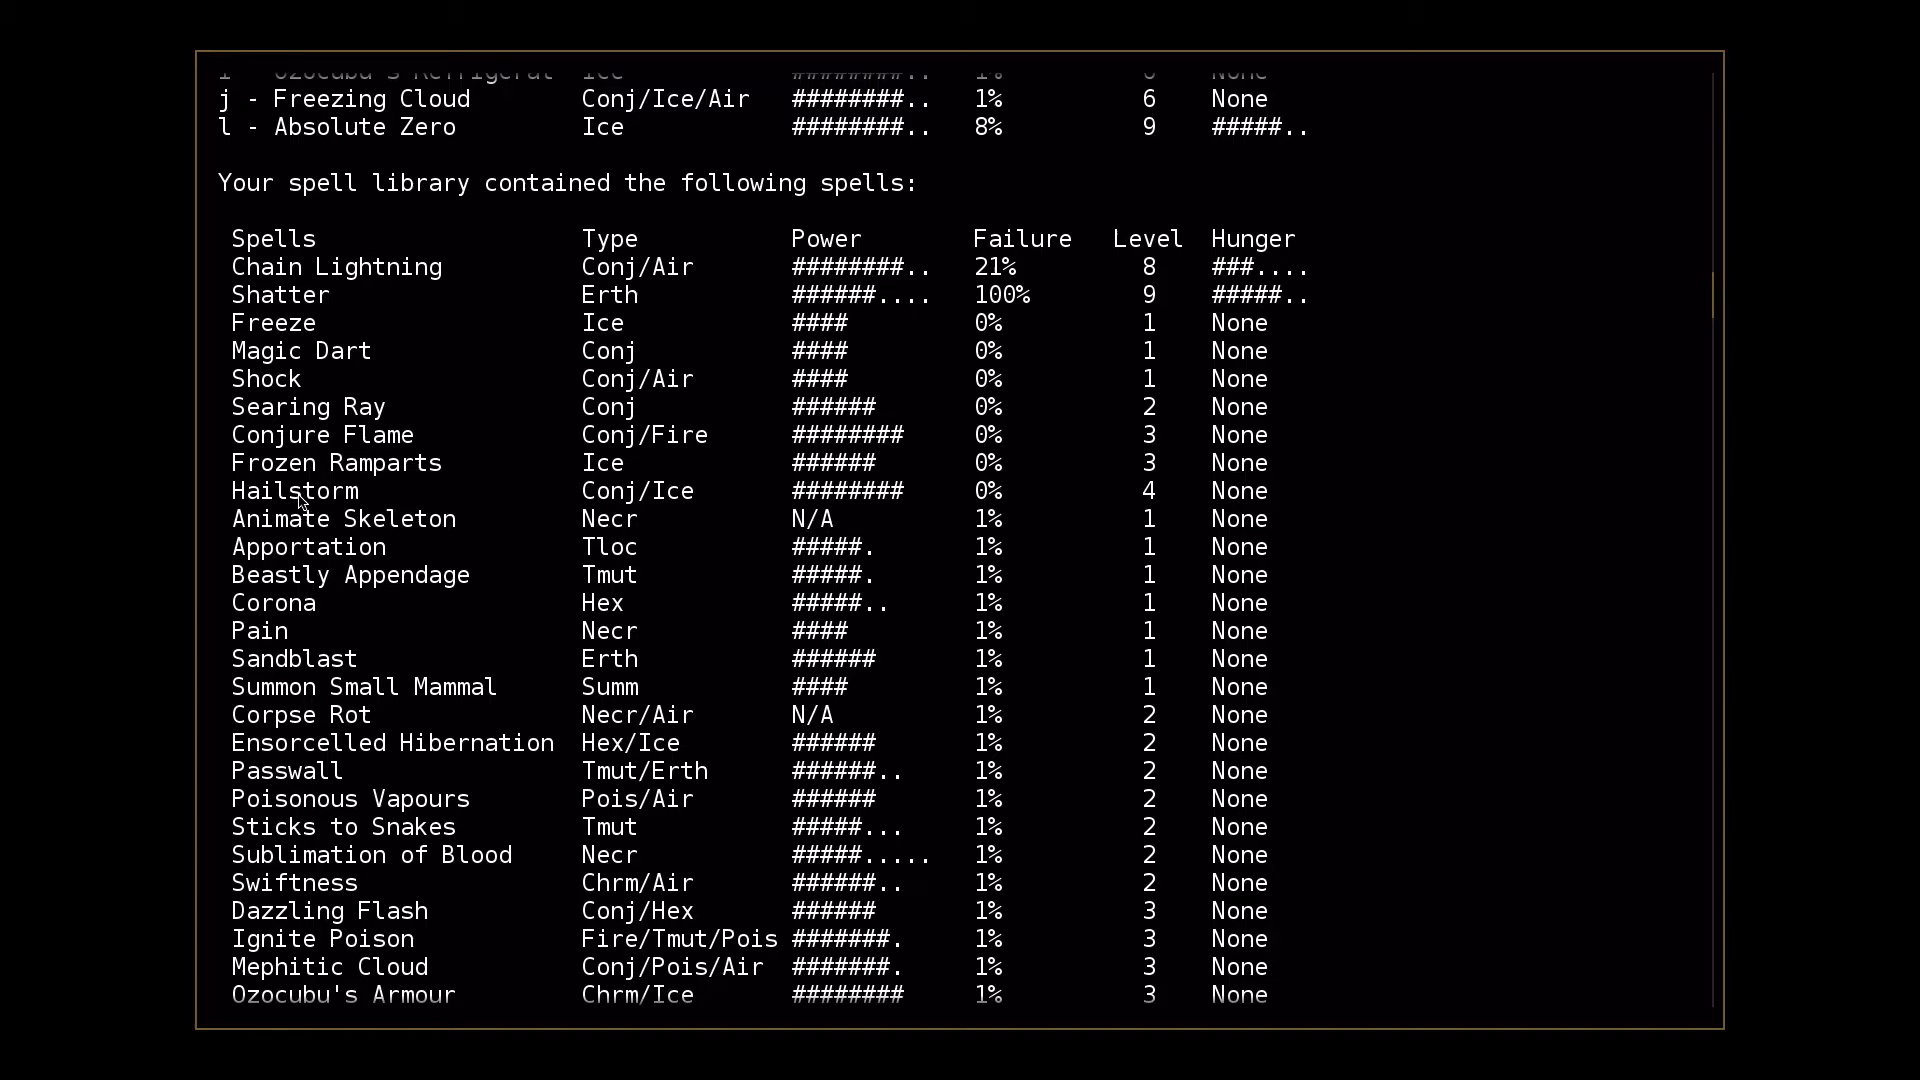 i - Ozocubu's Refrigerat  Ice         ########..   1%        6    None
j - Freezing Cloud        Conj/Ice/Air   ########..   1%        6    None
l - Absolute Zero         Ice            ########..   8%        9    #####..
Your spell library contained the following spells:
Spells                   Type           Power        Failure   Level  Hunger
Chain Lightning          Conj/Air       ########..   21%         8    ###....
Shatter                  Erth           ######....   100%        9    #####..
Freeze                   Ice            ####         0%          1    None
Magic Dart               Conj           ####         0%          1    None
Shock                    Conj/Air       ####         0%          1    None
Searing Ray              Conj           ######       0%          2    None
Conjure Flame            Conj/Fire      ########     0%          3    None
Frozen Ramparts          Ice            ######       0%          3    None
Hailstorm                Conj/Ice       ########     0%          4    None
Animate Skeleton         Necr           N/A          1%          1    None
Apportation              Tloc           #####.       1%          1    None
Beastly Appendage        Tmut           #####.       1%          1    None
Corona                   Hex            #####..      1%          1    None
Pain                     Necr           ####         1%          1    None
Sandblast                Erth           ######       1%          1    None
Summon Small Mammal      Summ           ####         1%          1    None
Corpse Rot               Necr/Air       N/A          1%          2    None
Ensorcelled Hibernation  Hex/Ice        ######       1%          2    None
Passwall                 Tmut/Erth      ######..     1%          2    None
Poisonous Vapours        Pois/Air       ######       1%          2    None
Sticks to Snakes         Tmut           #####...     1%          2    None
Sublimation of Blood     Necr           #####.....   1%          2    None
Swiftness                Chrm/Air       ######..     1%          2    None
Dazzling Flash           Conj/Hex       ######       1%          3    None
Ignite Poison            Fire/Tmut/Pois #######.     1%          3    None
Mephitic Cloud           Conj/Pois/Air  #######.     1%          3    None
Ozocubu's Armour         Chrm/Ice       ########     1%          3    None